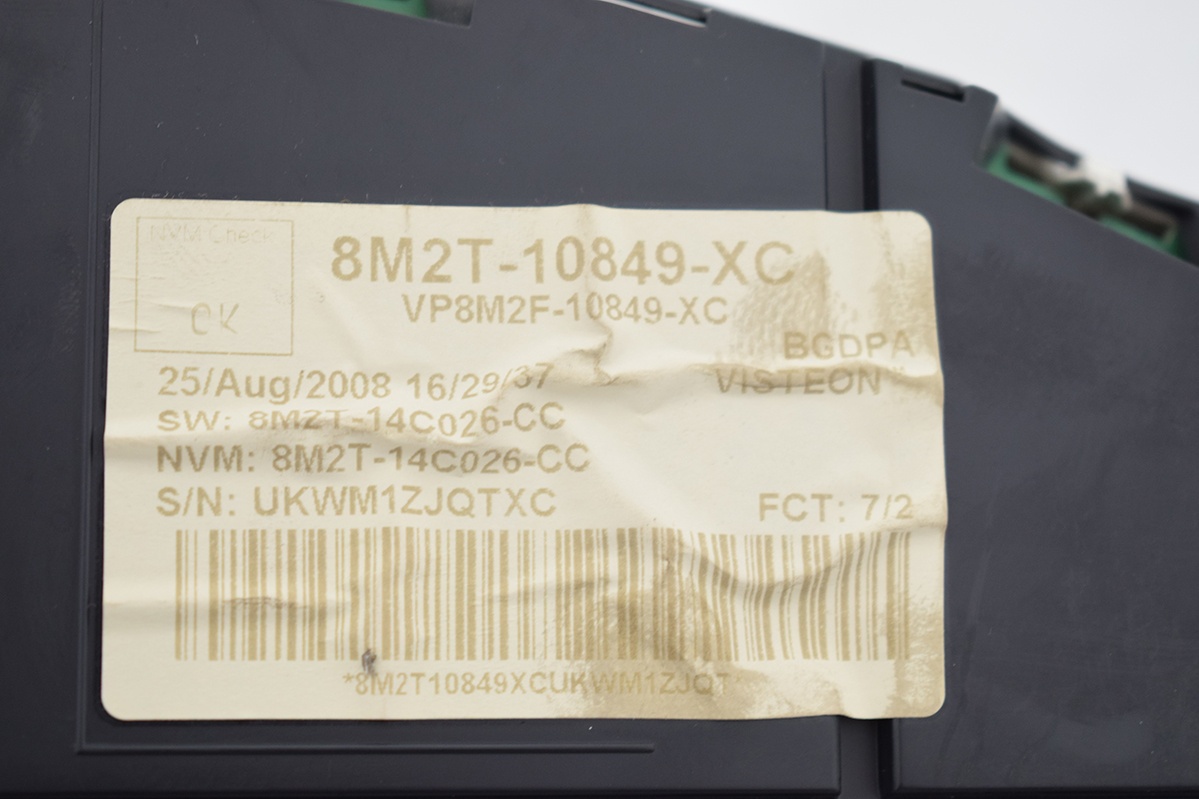 NVM Check
OK
8M2T-10849-XC
VP8M2F-10849-XC
BGDPA
25/Aug/2008 16/29/37
VISTEON "
SW: 8M2T-14C026-CC
NVM: 8M2T-14C026-CC
S/N: UKWM1ZJQTXC
FCT: 7/2
*8M2T10849XCUKWM1ZJQT